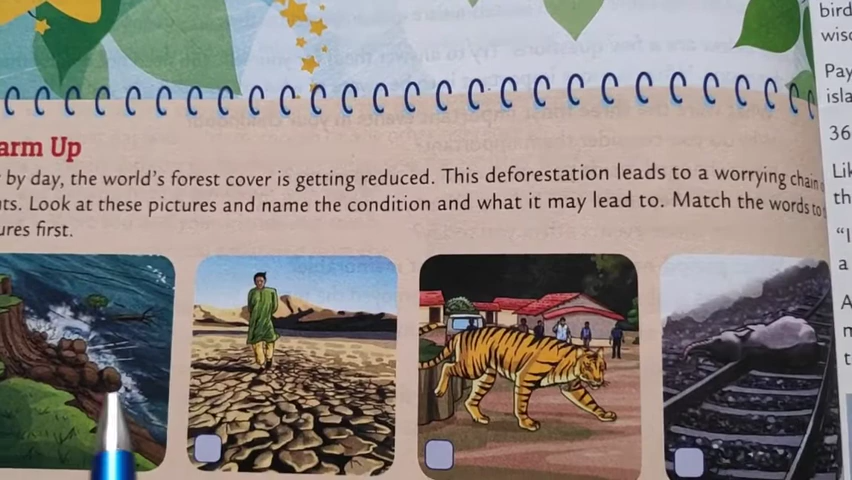 arm Up
by day, the world's forest cover is getting reduced. This deforestation leads to a worrying chain
nts. Look at these pictures and name the condition and what it may lead to. Match the words to
ures first.
bird
wis
Pay
isla
36
Lik
th
"I
a
A
m
t